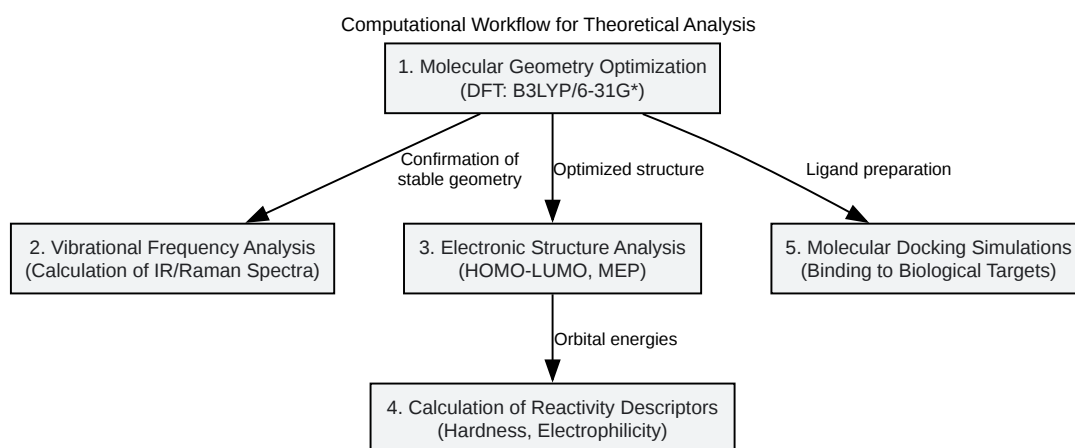 Computational Workflow for Theoretical Analysis
1. Molecular Geometry Optimization
(DFT: B3LYP/6-31G*)
Confirmation of
stable geometry
Optimized structure
Ligand preparation
2. Vibrational Frequency Analysis
(Calculation of IR/Raman Spectra)
3. Electronic Structure Analysis
(HOMO-LUMO, MEP)
5. Molecular Docking Simulations
(Binding to Biological Targets)
Orbital energies
4. Calculation of Reactivity Descriptors
(Hardness, Electrophilicity)